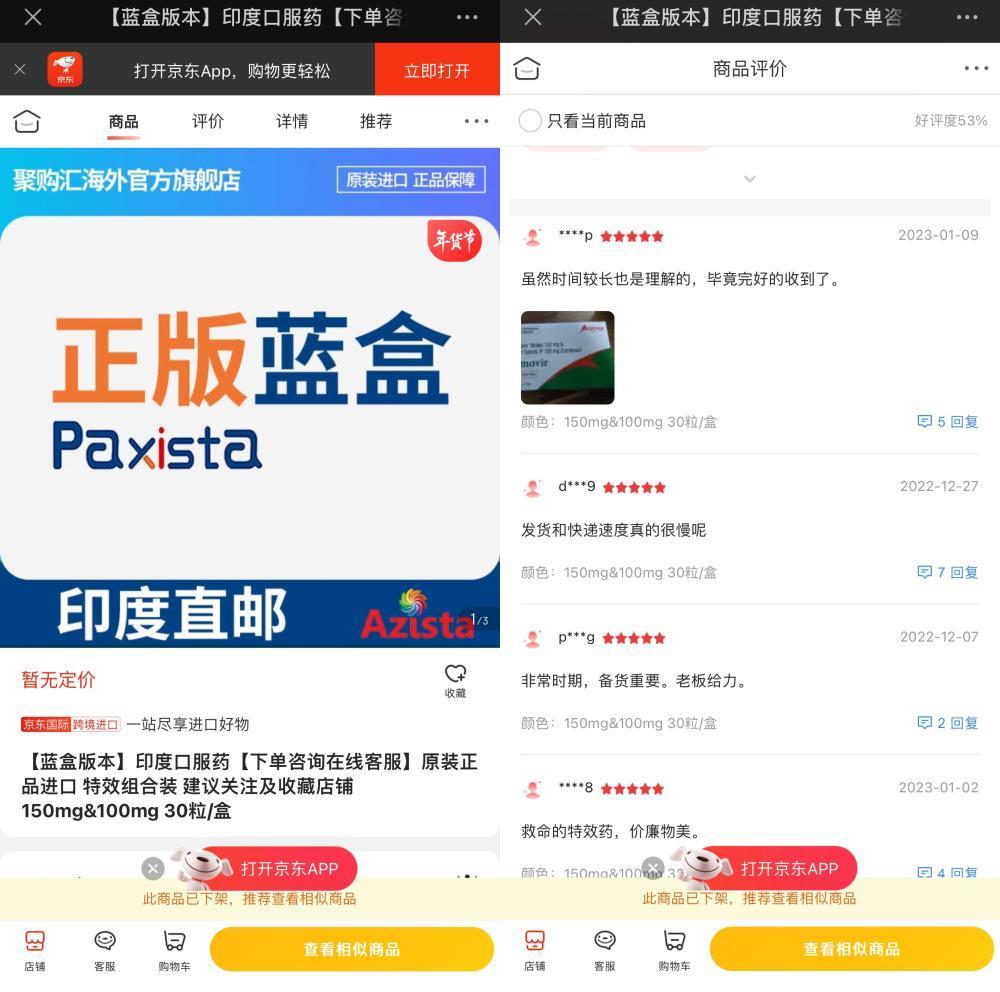 【蓝盒版本】印度口服药【下单咨
打开京东App，购物更轻松
立即打开
京东
商品
评价
详情
推荐
聚购汇海外官方旗舰店
原装进口 正品保障
年货节
正版蓝盒
Paxista
印度直邮
Azista
1/3
暂无定价
收藏
京东国际 跨境进口 一站尽享进口好物
【蓝盒版本】印度口服药【下单咨询在线客服】原装正
品进口 特效组合装 建议关注及收藏店铺
150mg&100mg 30粒/盒
打开京东APP
此商品已下架，推荐查看相似商品
店铺
客服
购物车
查看相似商品
【蓝盒版本】印度口服药【下单咨
商品评价
只看当前商品
好评度53%
****p
2023-01-09
虽然时间较长也是理解的，毕竟完好的收到了。
movir
颜色：150mg&100mg 30粒/盒
5 回复
d***9
2022-12-27
发货和快递速度真的很慢呢
颜色：150mg&100mg 30粒/盒
7 回复
p***g
2022-12-07
非常时期，备货重要。老板给力。
颜色：150mg&100mg 30粒/盒
2 回复
****8
2023-01-02
救命的特效药，价廉物美。
颜色：150mg&100mg
4 回复
打开京东APP
此商品已下架，推荐查看相似商品
店铺
客服
购物车
查看相似商品